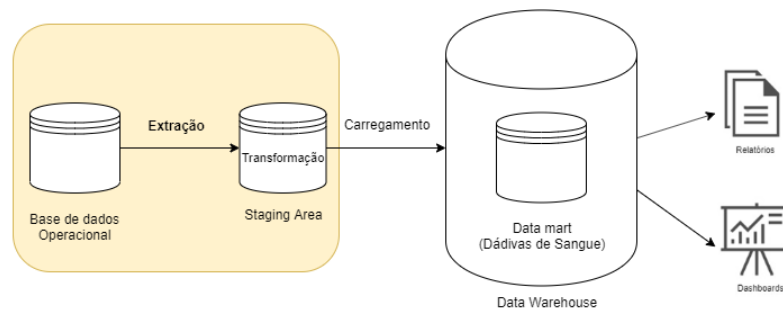 Extração
Carregamento
Transformação
Base de dados
Operacional
Staging Area
Data mart
(Dádivas de Sangue)
Data Warehouse
Relatórios
Dashboards